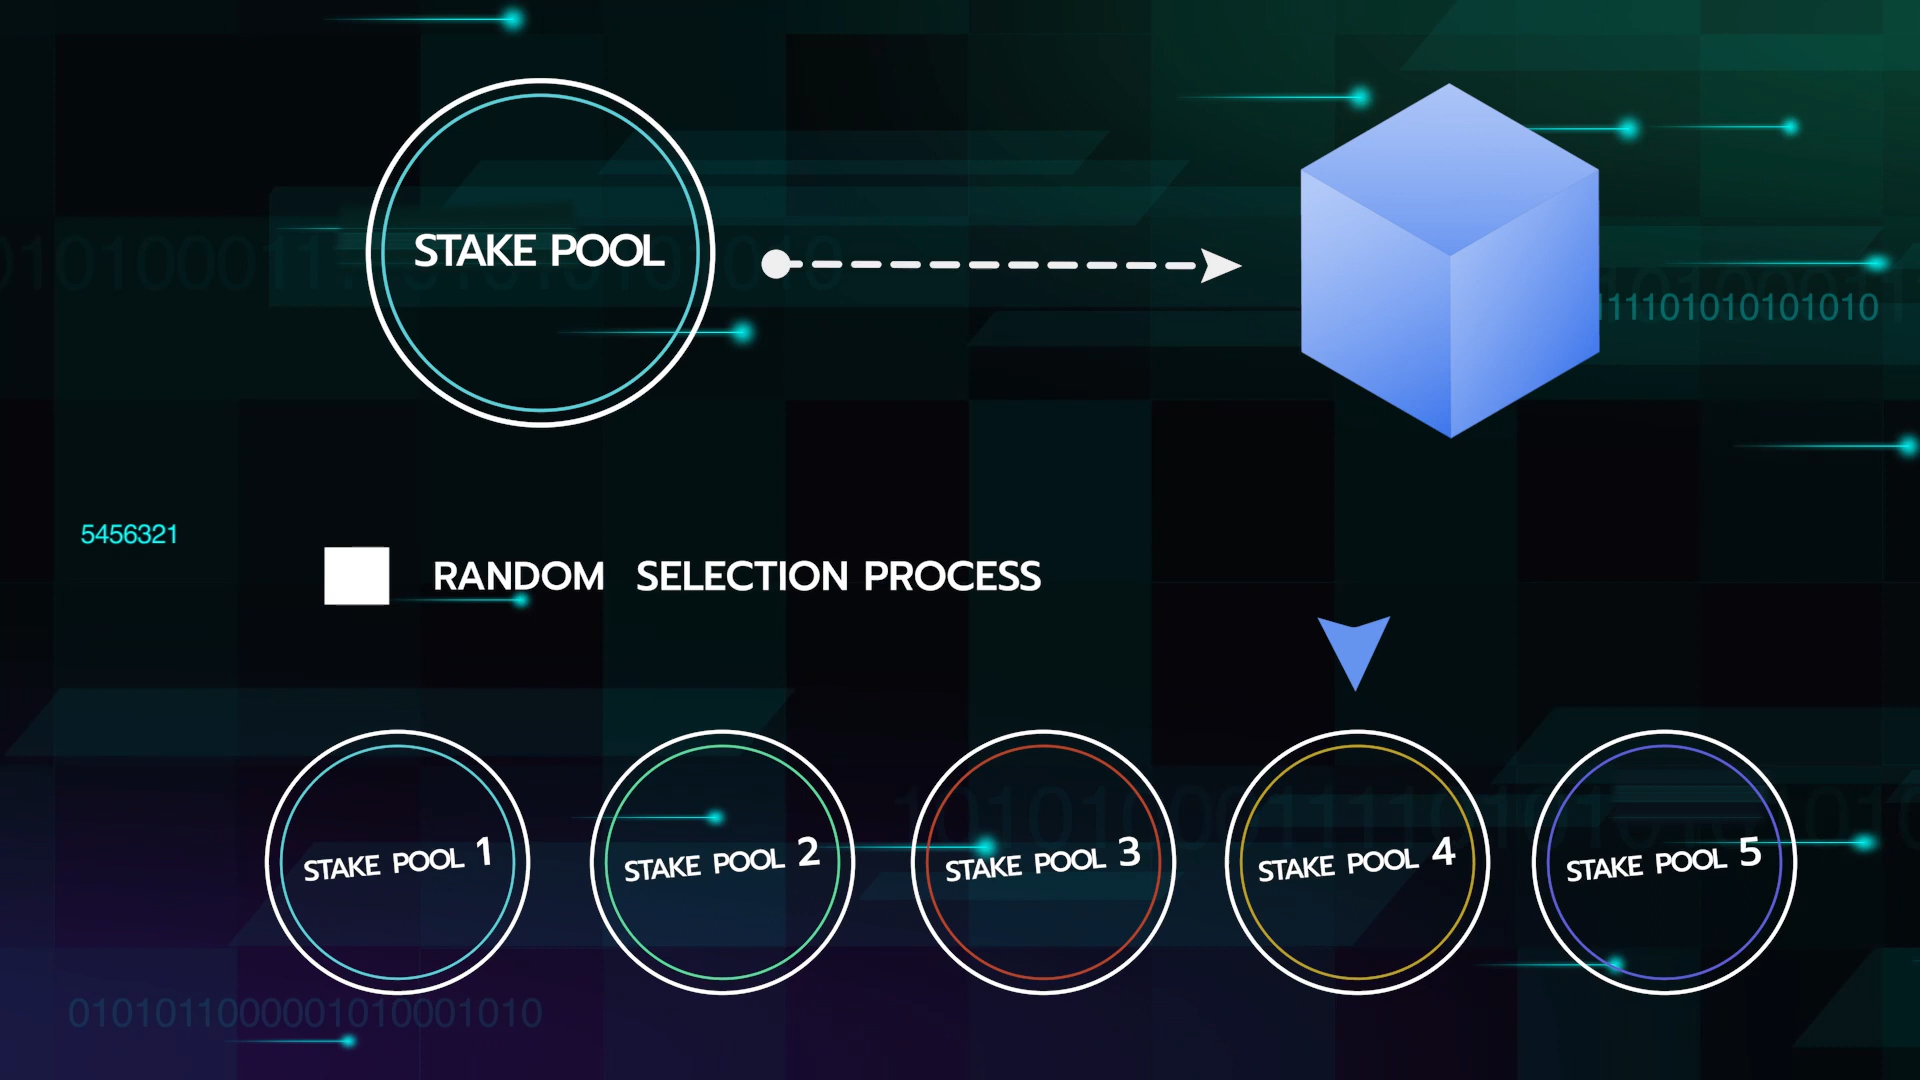 STAKE POOL
11101010101010
5456321
RANDOM SELECTION PROCESS
STAKE POOL 1
STAKE POOL 2
STAKE POOL 3
STAKE POOL 4
STAKE POOL 5
0101011000001010001010